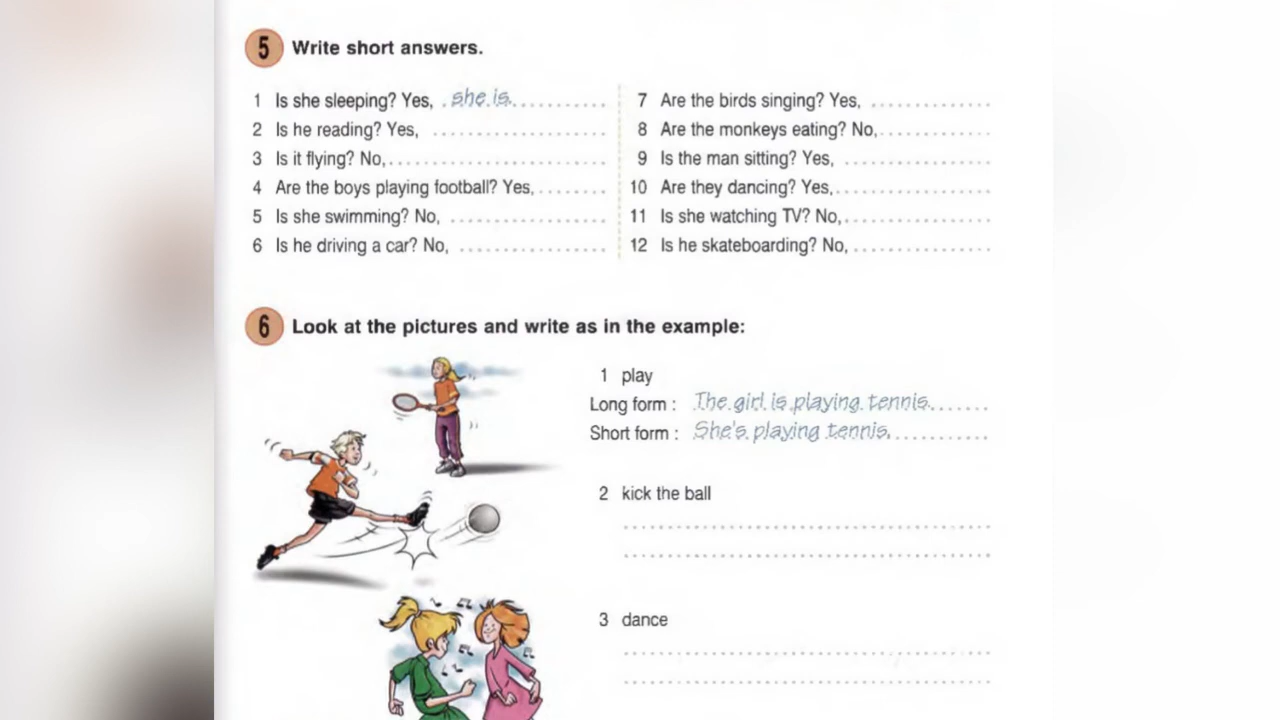 5 Write short answers.
1 Is she sleeping? Yes, she is.
2 Is he reading? Yes,
3 Is it flying? No,
4 Are the boys playing football? Yes,
5 Is she swimming? No,
6 Is he driving a car? No,
7 Are the birds singing? Yes,
8 Are the monkeys eating? No,
9 Is the man sitting? Yes,
10 Are they dancing? Yes,
11 Is she watching TV? No,
12 Is he skateboarding? No,
6 Look at the pictures and write as in the example:
1 play
Long form : The girl is playing tennis.
Short form : She's playing tennis.
2 kick the ball
3 dance